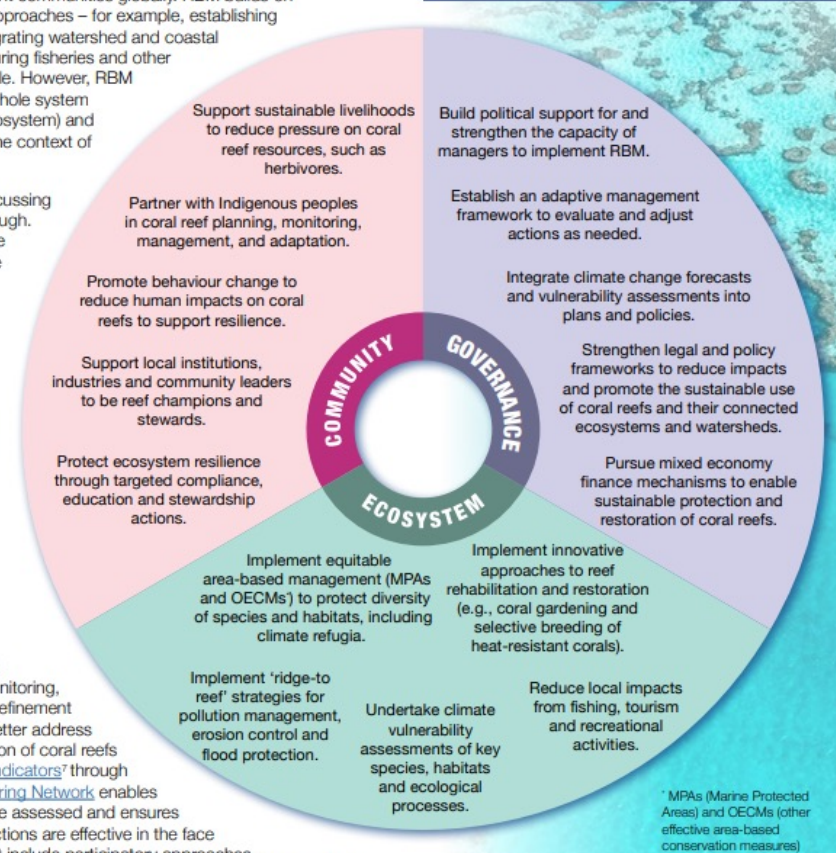 approaches – for example, establishing
grating watershed and coastal
ring fisheries and other
le. However, RBM
hole system
osystem) and
he context of
cussing
ugh.
e
Support sustainable livelihoods
to reduce pressure on coral
reef resources, such as
herbivores.
Partner with Indigenous peoples
in coral reef planning, monitoring,
management, and adaptation.
Promote behaviour change to
reduce human impacts on coral
reefs to support resilience.
Support local institutions,
industries and community leaders
to be reef champions and
stewards.
Protect ecosystem resilience
through targeted compliance,
education and stewardship
actions.
COMMUNITY
GOVERNANCE
ECOSYSTEM
Build political support for and
strengthen the capacity of
managers to implement RBM.
Establish an adaptive management
framework to evaluate and adjust
actions as needed.
Integrate climate change forecasts
and vulnerability assessments into
plans and policies.
Strengthen legal and policy
frameworks to reduce impacts
and promote the sustainable use
of coral reefs and their connected
ecosystems and watersheds.
Pursue mixed economy
finance mechanisms to enable
sustainable protection and
restoration of coral reefs.
Implement equitable
area-based management (MPAs
and OECMs*) to protect diversity
of species and habitats, including
climate refugia.
Implement innovative
approaches to reef
rehabilitation and restoration
(e.g., coral gardening and
selective breeding of
heat-resistant corals).
Implement ‘ridge-to
reef’ strategies for
pollution management,
erosion control and
flood protection.
Undertake climate
vulnerability
assessments of key
species, habitats
and ecological
processes.
Reduce local impacts
from fishing, tourism
and recreational
activities.
nitoring,
efinement
etter address
on of coral reefs
ndicators⁷ through
ring Network enables
e assessed and ensures
ctions are effective in the face
* MPAs (Marine Protected
Areas) and OECMs (other
effective area-based
conservation measures)